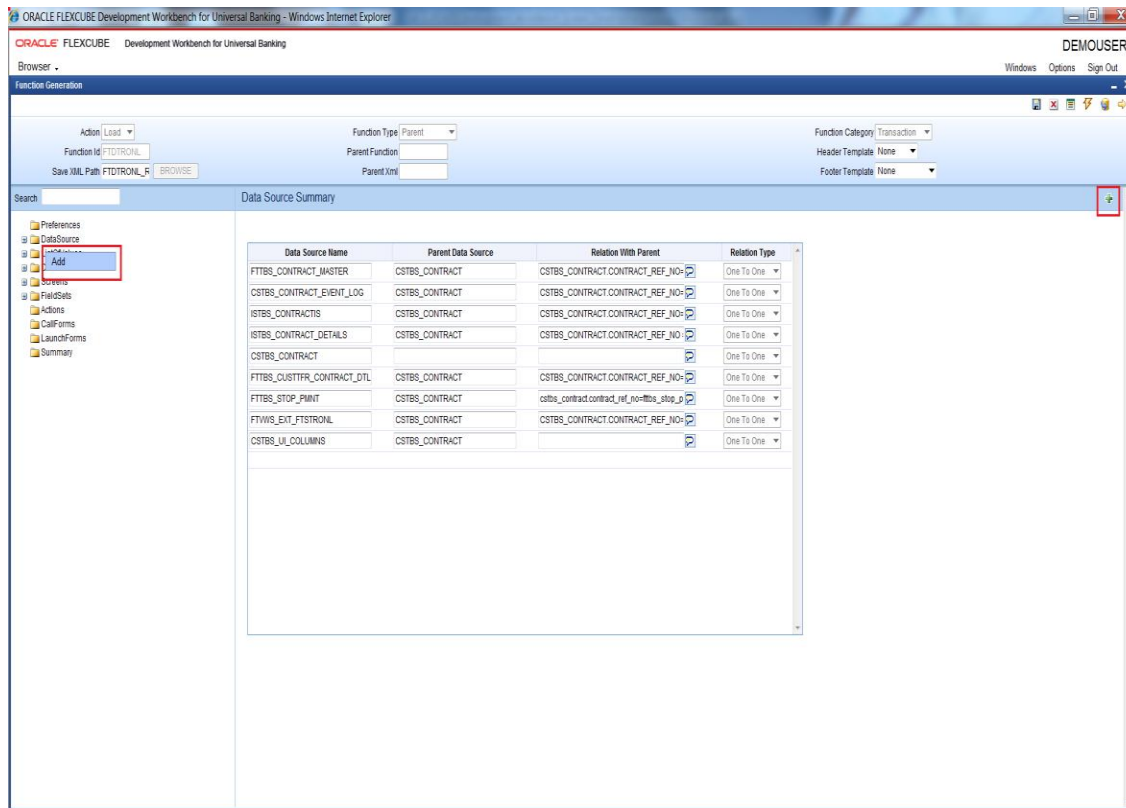 ORACLE FLEXCUBE Development Workbench for Universal Banking - Windows Internet Explorer
ORACLE FLEXCUBE Development Workbench for Universal Banking
DEMOUSER
Browser
Windows Options Sign Out
Function Generation
Action Load Function Type Parent Function Category Transaction
Function Id FTDTRONL Parent Function Header Template None
Save XML Path FTDTRONL_R BROWSE Parent Xml Footer Template None
Search Data Source Summary
Preferences
DataSource
Add
Screens
FieldSets
Actions
CallForms
LaunchForms
Summary
Data Source Name Parent Data Source Relation With Parent Relation Type
FTTBS_CONTRACT_MASTER CSTBS_CONTRACT CSTBS_CONTRACT.CONTRACT_REF_NO= One To One
CSTBS_CONTRACT_EVENT_LOG CSTBS_CONTRACT CSTBS_CONTRACT.CONTRACT_REF_NO= One To One
ISTBS_CONTRACTIS CSTBS_CONTRACT CSTBS_CONTRACT.CONTRACT_REF_NO= One To One
ISTBS_CONTRACT_DETAILS CSTBS_CONTRACT CSTBS_CONTRACT.CONTRACT_REF_NO One To One
CSTBS_CONTRACT One To One
FTTBS_CUSTTFR_CONTRACT_DTL CSTBS_CONTRACT CSTBS_CONTRACT.CONTRACT_REF_NO= One To One
FTTBS_STOP_PMNT CSTBS_CONTRACT cstbs_contract.contract_ref_no=fttbs_stop_p One To One
FTVWS_EXT_FTSTRONL CSTBS_CONTRACT CSTBS_CONTRACT.CONTRACT_REF_NO= One To One
CSTBS_UI_COLUMNS CSTBS_CONTRACT One To One